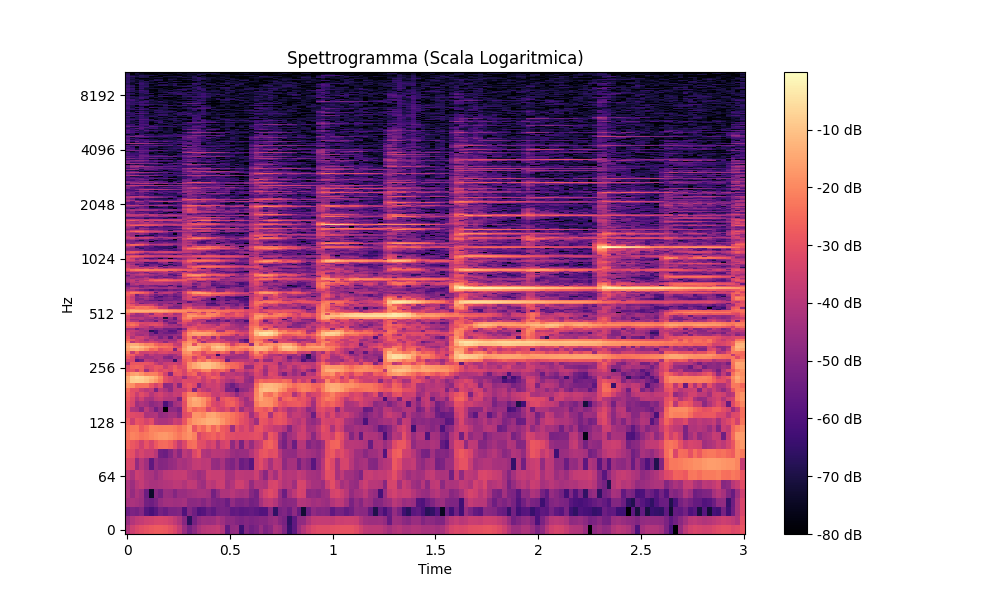 Spettrogramma (Scala Logaritmica)
Hz
8192
4096
2048
1024
512
256
128
64
0
0
0.5
1
1.5
2
2.5
3
Time
-10 dB
-20 dB
-30 dB
-40 dB
-50 dB
-60 dB
-70 dB
-80 dB